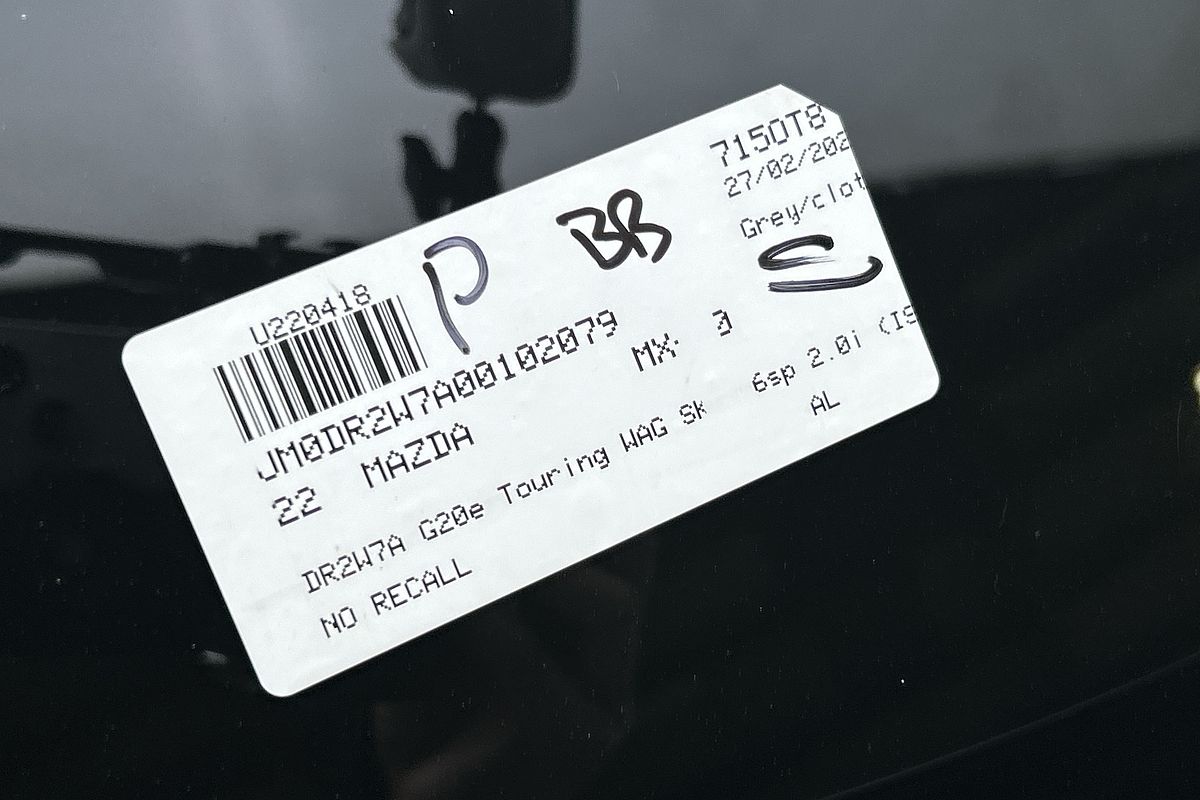 U220418
P
BB
7150T8
27/02/202
Grey/clot
S
JM0DR2W7A00102079
22 MAZDA MX- 3
DR2W7A G20e Touring WAG SK 6sp 2.0i (IS
NO RECALL AL